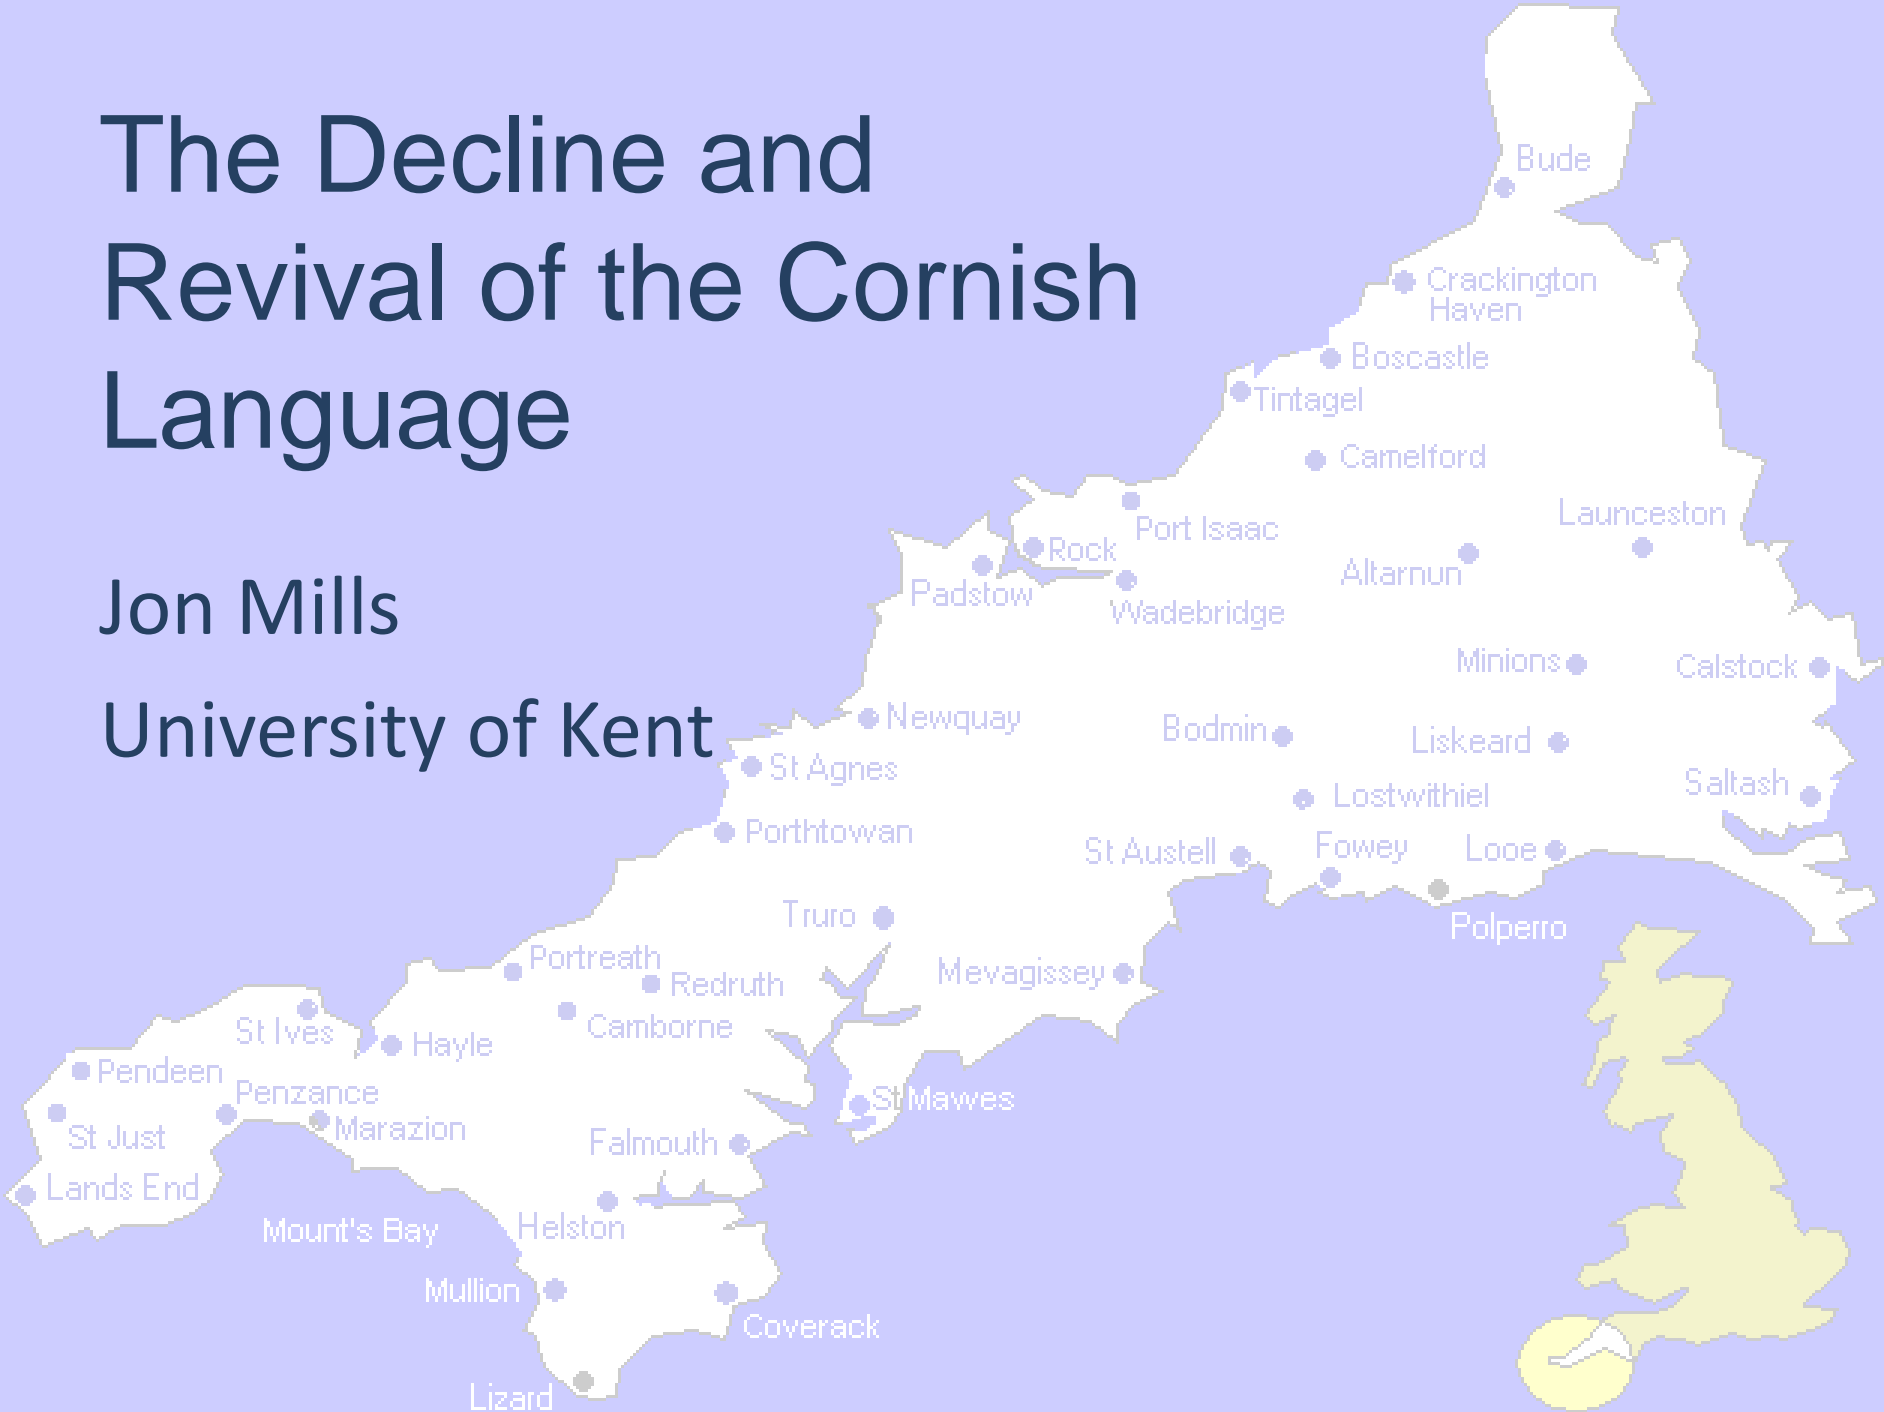 The Decline and
Revival of the Cornish
Language
Jon Mills
University of Kent
Bude
Crackington
Haven
Boscastle
Tintagel
Camelford
Launceston
Port Isaac
Rock
Altarnun
Padstow
Wadebridge
Minions
Calstock
Newquay
Bodmin
Liskeard
St Agnes
Saltash
Lostwithiel
Porthtowan
St Austell
Fowey
Looe
Truro
Polperro
Portreath
Redruth
Mevagissey
St Ives
Camborne
Hayle
Pendeen
Penzance
St Mawes
St Just
Marazion
Falmouth
Lands End
Mount's Bay
Helston
Mullion
Coverack
Lizard